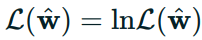 𝓛(ŵ) = ln𝓛(ŵ)